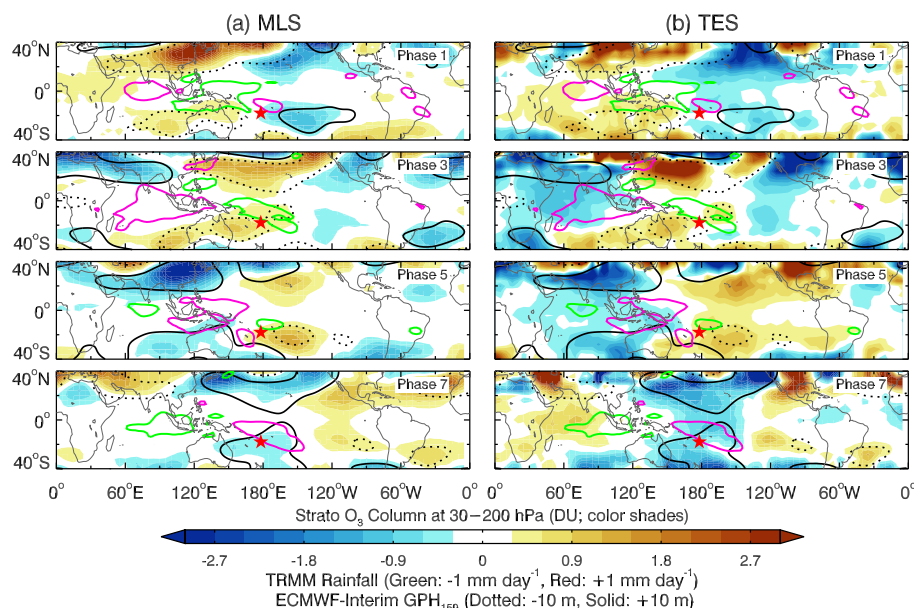 (a) MLS
(b) TES
40°N
0°
40°S
Phase 1
Phase 1
40°N
0°
40°S
Phase 3
Phase 3
40°N
0°
40°S
Phase 5
Phase 5
40°N
0°
40°S
Phase 7
Phase 7
0° 60°E 120°E 180° 120°W 60°W 0°
0° 60°E 120°E 180° 120°W 60°W 0°
Strato O₃ Column at 30−200 hPa (DU; color shades)
-2.7 -1.8 -0.9 0 0.9 1.8 2.7
TRMM Rainfall (Green: -1 mm day⁻¹, Red: +1 mm day⁻¹)
ECMWF-Interim GPH₁₅₉ (Dotted: -10 m, Solid: +10 m)